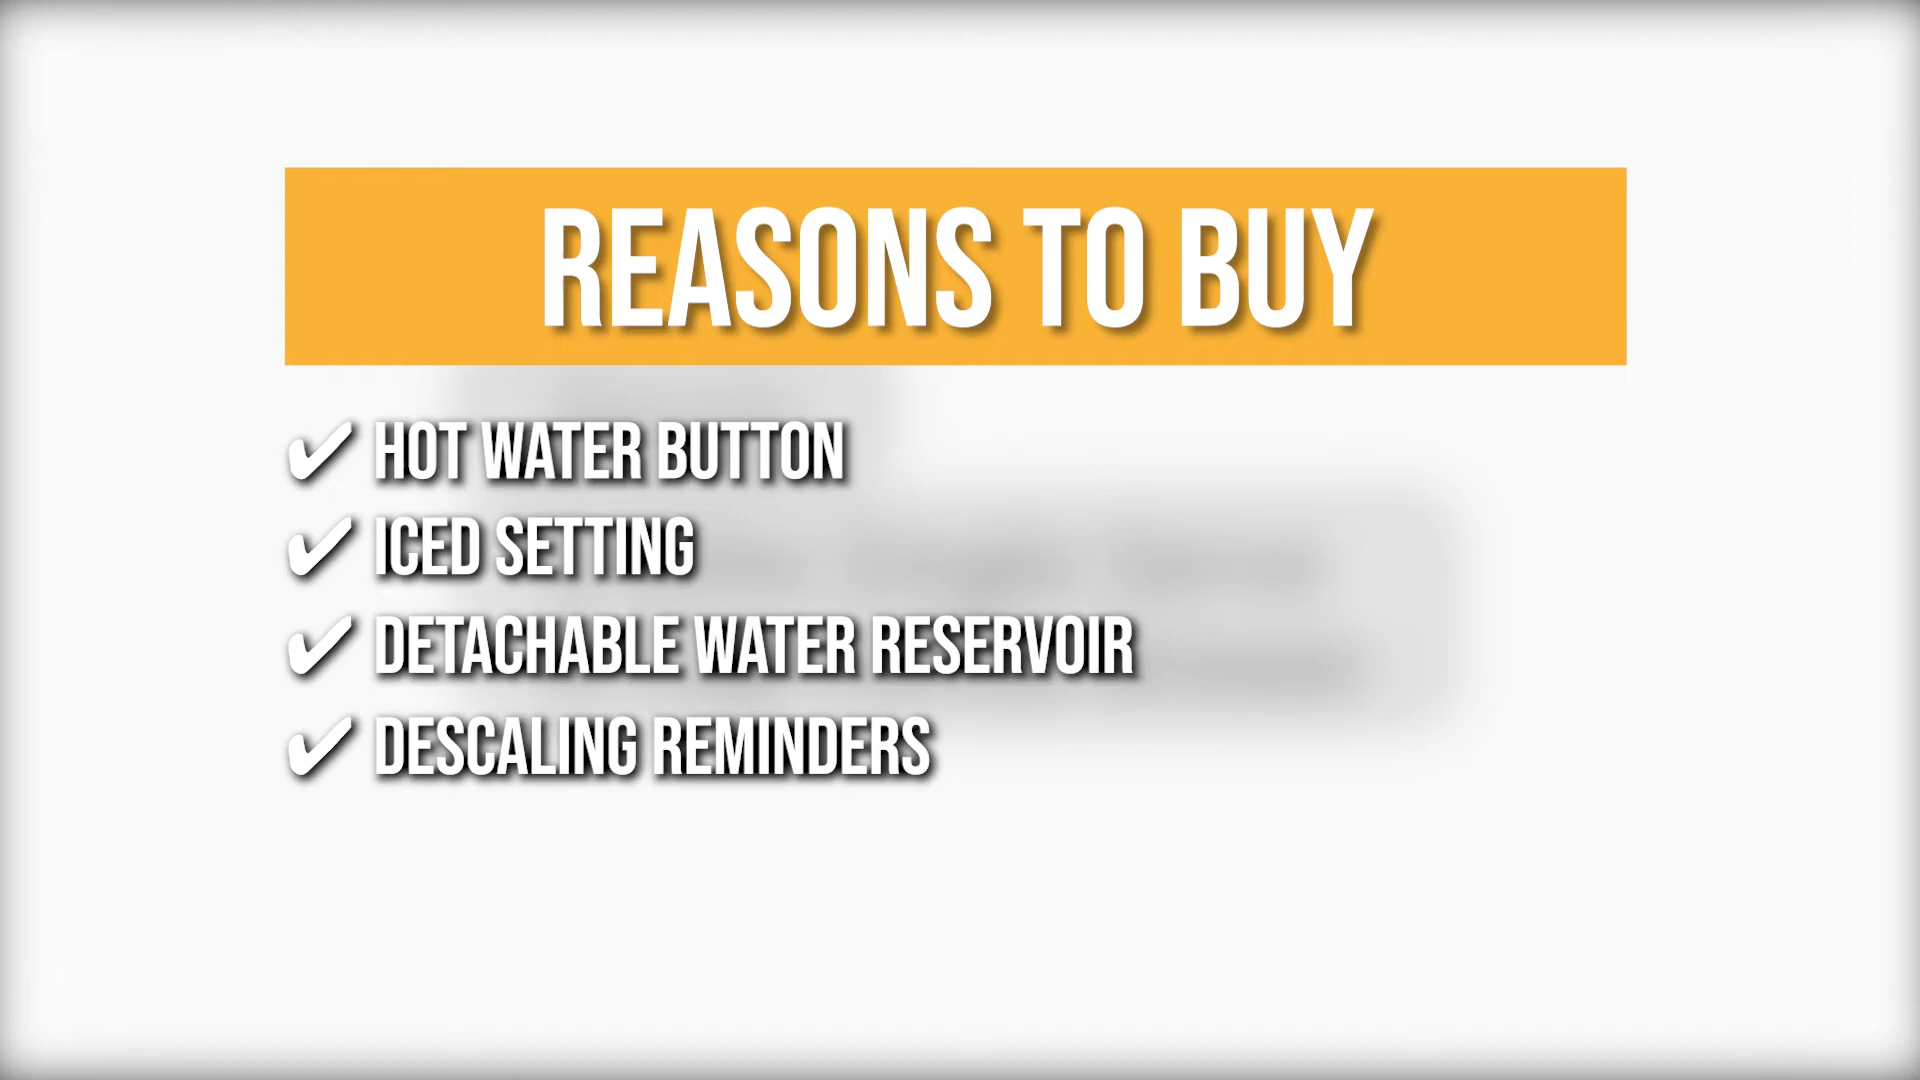 REASONS TO BUY
✔ HOT WATER BUTTON
✔ ICED SETTING
✔ DETACHABLE WATER RESERVOIR
✔ DESCALING REMINDERS